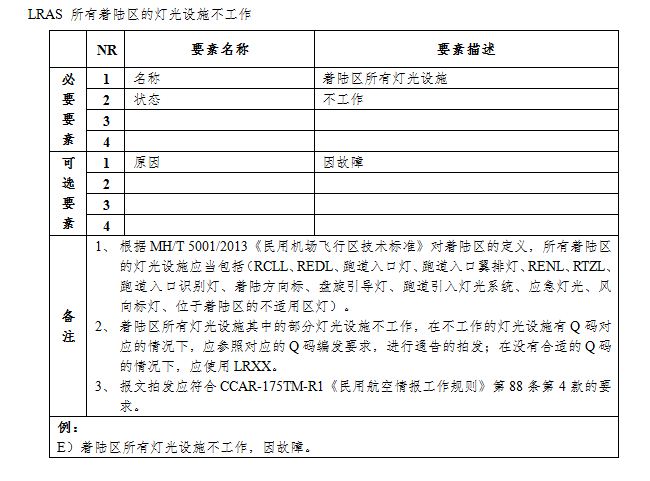 LRAS 所有着陆区的灯光设施不工作
NR 要素名称 要素描述
必要要素
1 名称 着陆区所有灯光设施
2 状态 不工作
3
4
可选要素
1 原因 因故障
2
3
4
备注
1、根据 MH/T 5001/2013《民用机场飞行区技术标准》对着陆区的定义，所有着陆区
的灯光设施应当包括（RCLL、REDL、跑道入口灯、跑道入口翼排灯、RENL、RTZL、
跑道入口识别灯、着陆方向标、盘旋引导灯、跑道引入灯光系统、应急灯光、风
向标灯、位于着陆区的不适用区灯）。
2、着陆区所有灯光设施其中的部分灯光设施不工作，在不工作的灯光设施有 Q 码对
应的情况下，应参照对应的 Q 码编发要求，进行通告的拍发；在没有合适的 Q 码
的情况下，应使用 LRXX。
3、报文拍发应符合 CCAR-175TM-R1《民用航空情报工作规则》第 88 条第 4 款的要
求。
例：
E）着陆区所有灯光设施不工作，因故障。